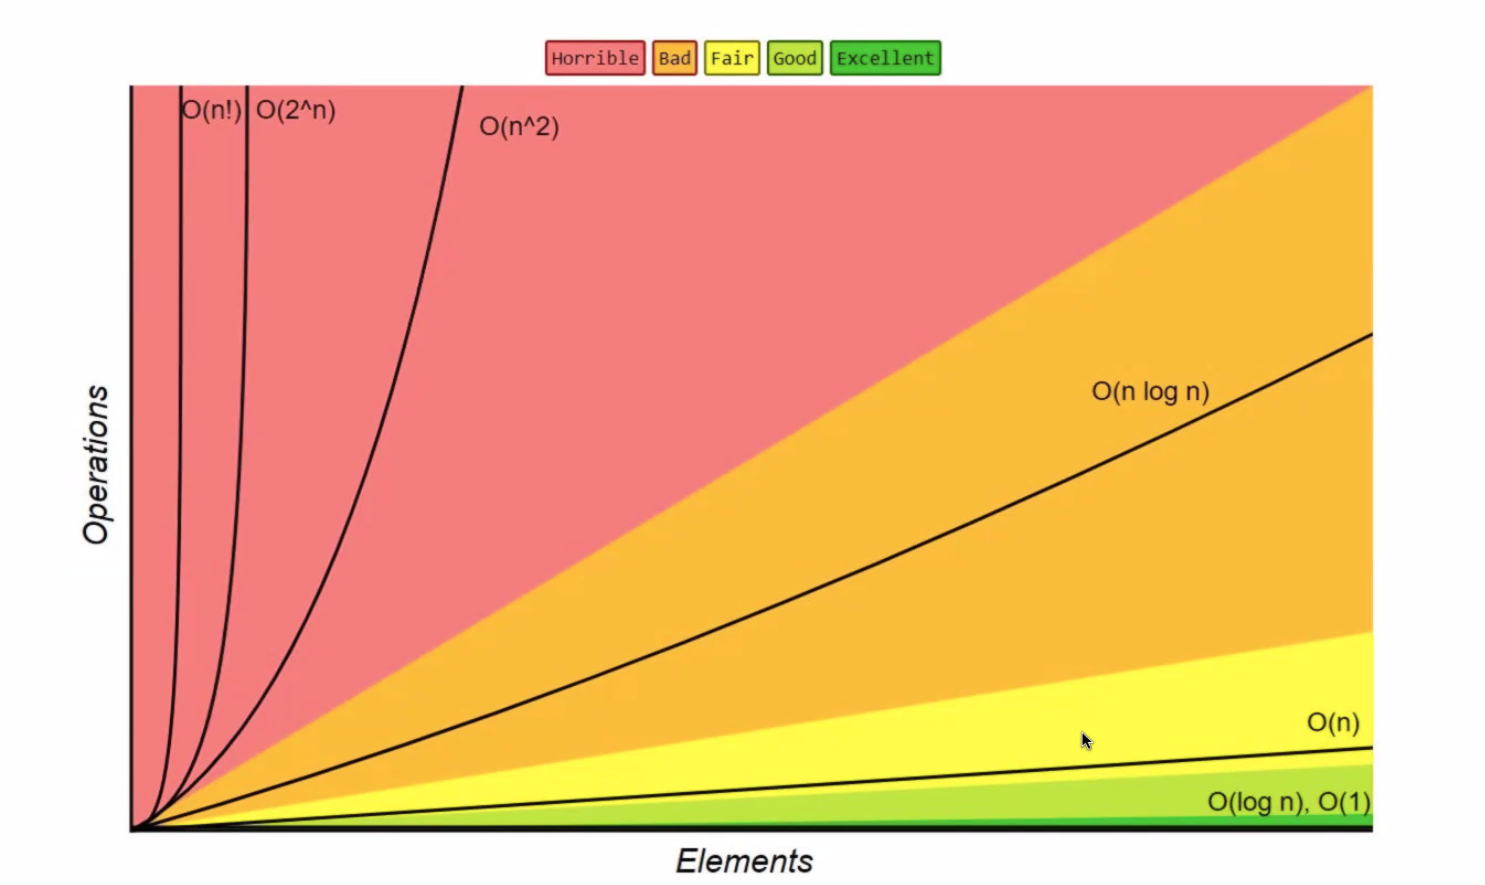 Horrible Bad Fair Good Excellent
O(n!) O(2^n)
O(n^2)
O(n log n)
O(n)
O(log n), O(1)
Operations
Elements